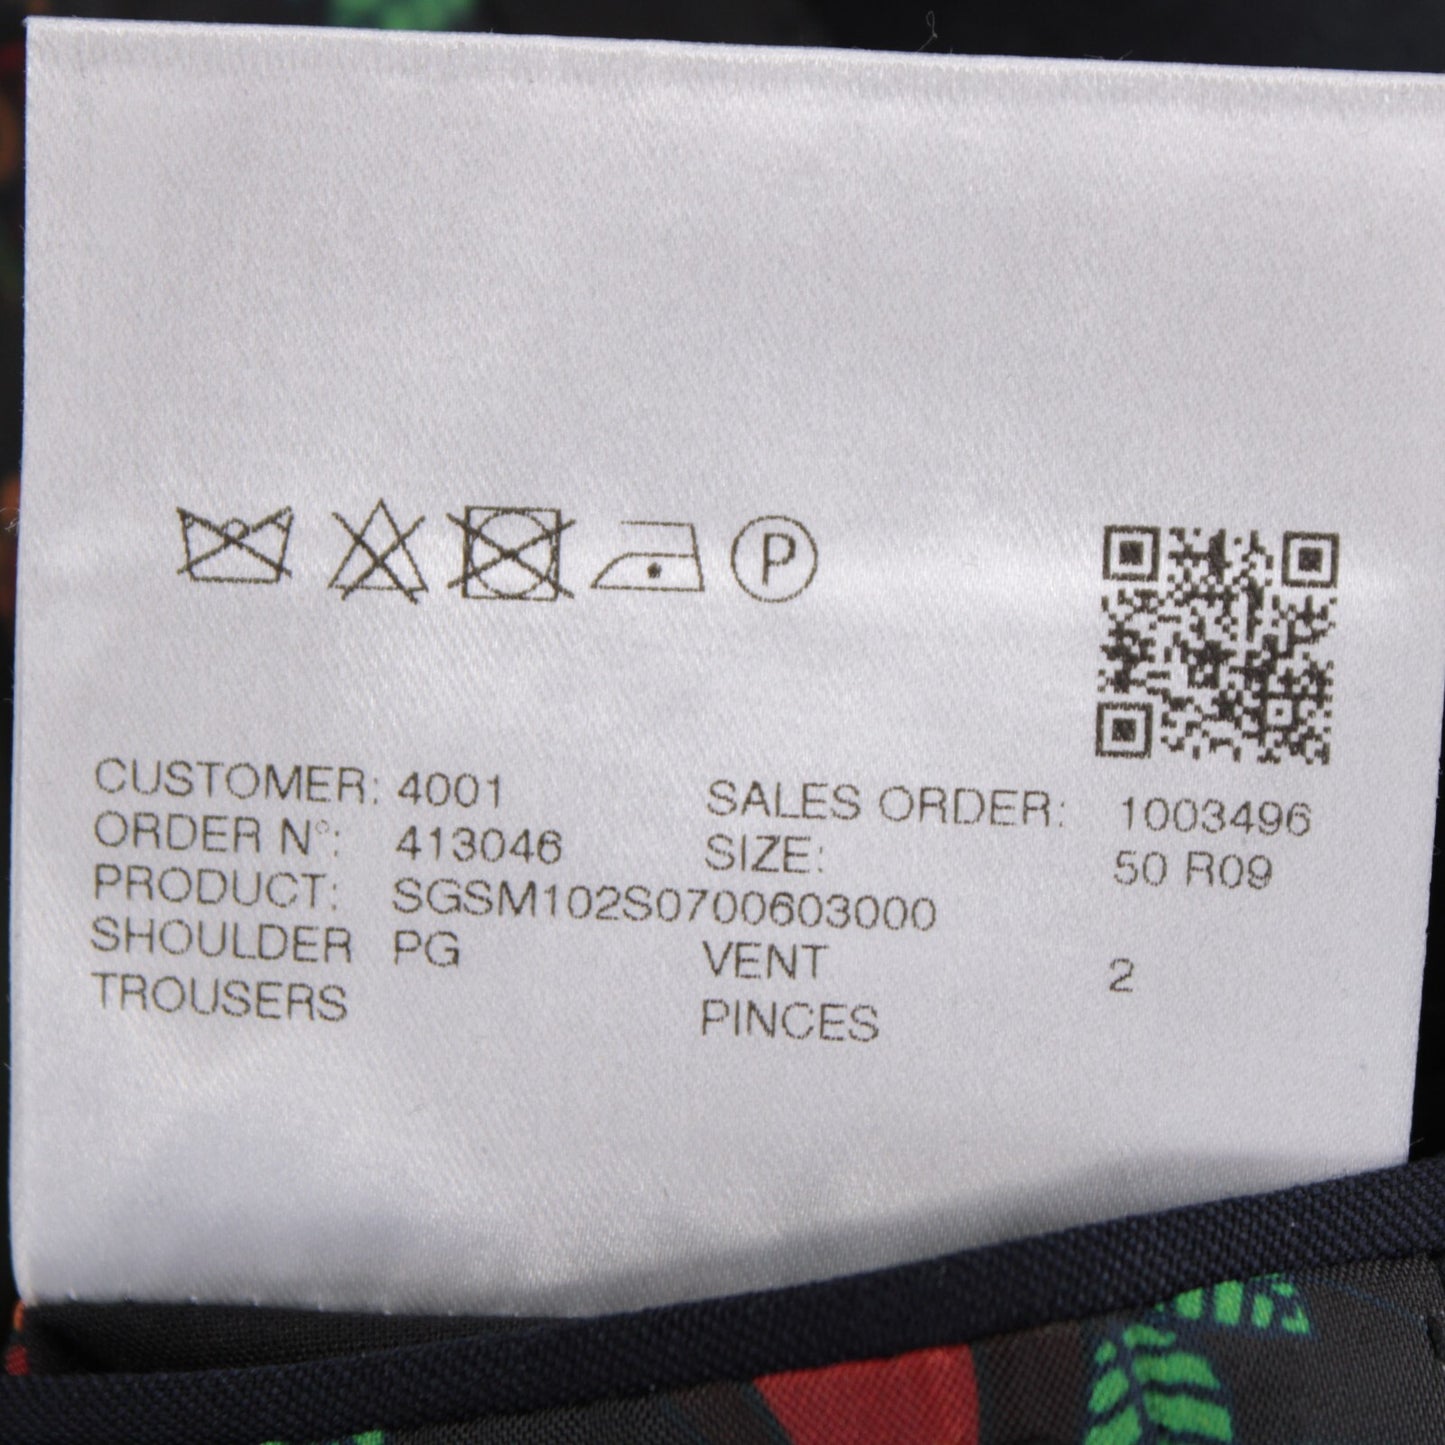 P
CUSTOMER: 4001 SALES ORDER: 1003496
ORDER N°: 413046 SIZE: 50 R09
PRODUCT: SGSM102S0700603000
SHOULDER PG VENT 2
TROUSERS PINCES